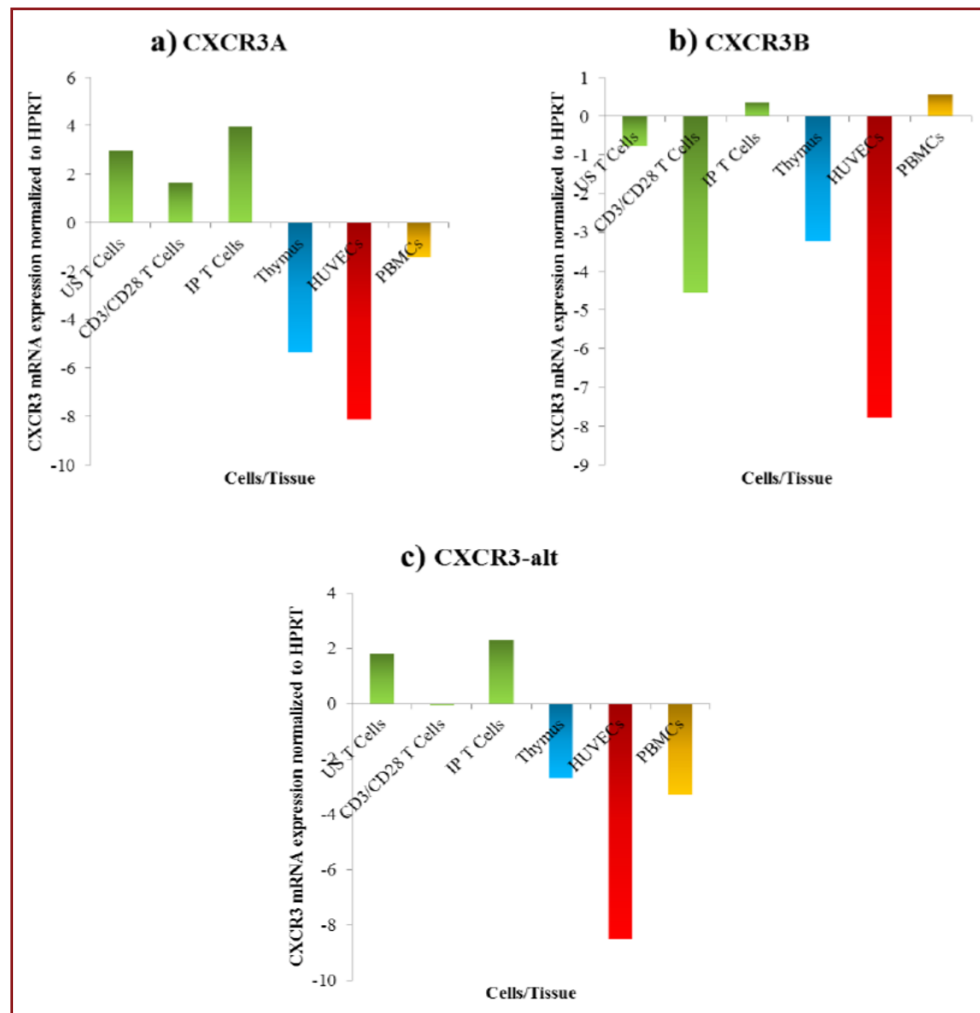 a) CXCR3A
CXCR3 mRNA expression normalized to HPRT
6
4
2
0
-2
-4
-6
-8
-10
US T Cells
CD3/CD28 T Cells
IP T Cells
Thymus
HUVECs
PBMCs
Cells/Tissue
b) CXCR3B
CXCR3 mRNA expression normalized to HPRT
1
0
-1
-2
-3
-4
-5
-6
-7
-8
-9
US T Cells
CD3/CD28 T Cells
IP T Cells
Thymus
HUVECs
PBMCs
Cells/Tissue
c) CXCR3-alt
CXCR3 mRNA expression normalized to HPRT
4
2
0
-2
-4
-6
-8
-10
US T Cells
CD3/CD28 T Cells
IP T Cells
Thymus
HUVECs
PBMCs
Cells/Tissue